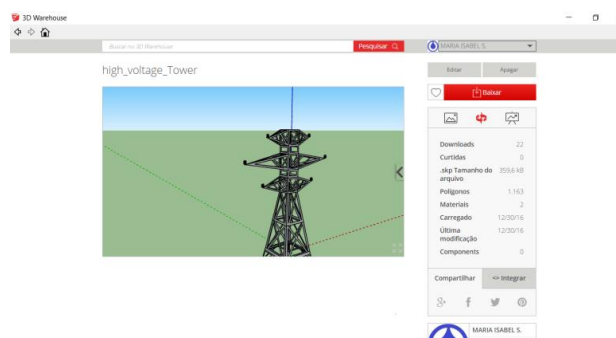 3D Warehouse
Buscar no 3D Warehouse
Pesquisar
MARIA ISABEL S.
high_voltage_Tower
Editar
Apagar
Baixar
Downloads 22
Curtidas 0
.skp Tamanho do arquivo 359,6 kB
Polígonos 1.163
Materiais 2
Carregado 12/30/16
Última modificação 12/30/16
Components 0
Compartilhar
<> Integrar
MARIA ISABEL S.